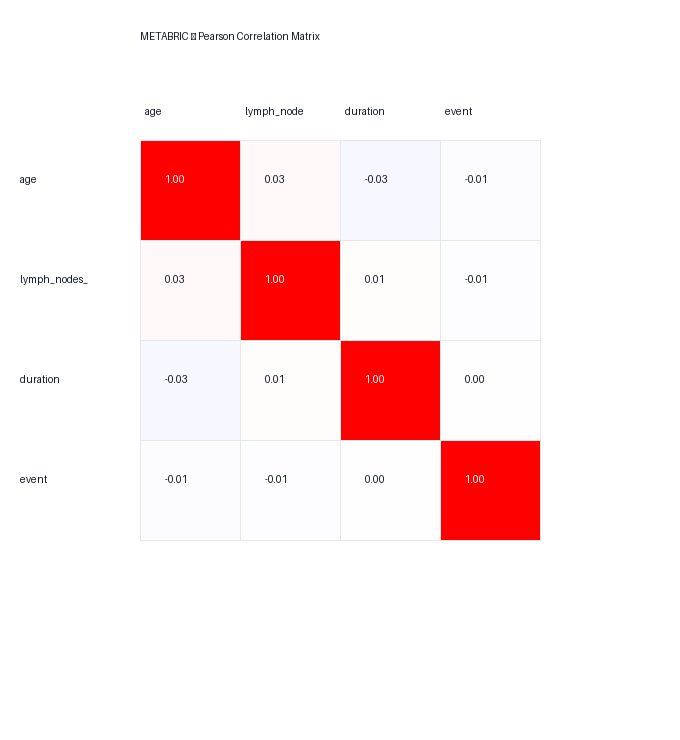 METABRIC ▯ Pearson Correlation Matrix
age lymph_node duration event
age 1.00 0.03 -0.03 -0.01
lymph_nodes_ 0.03 1.00 0.01 -0.01
duration -0.03 0.01 1.00 0.00
event -0.01 -0.01 0.00 1.00